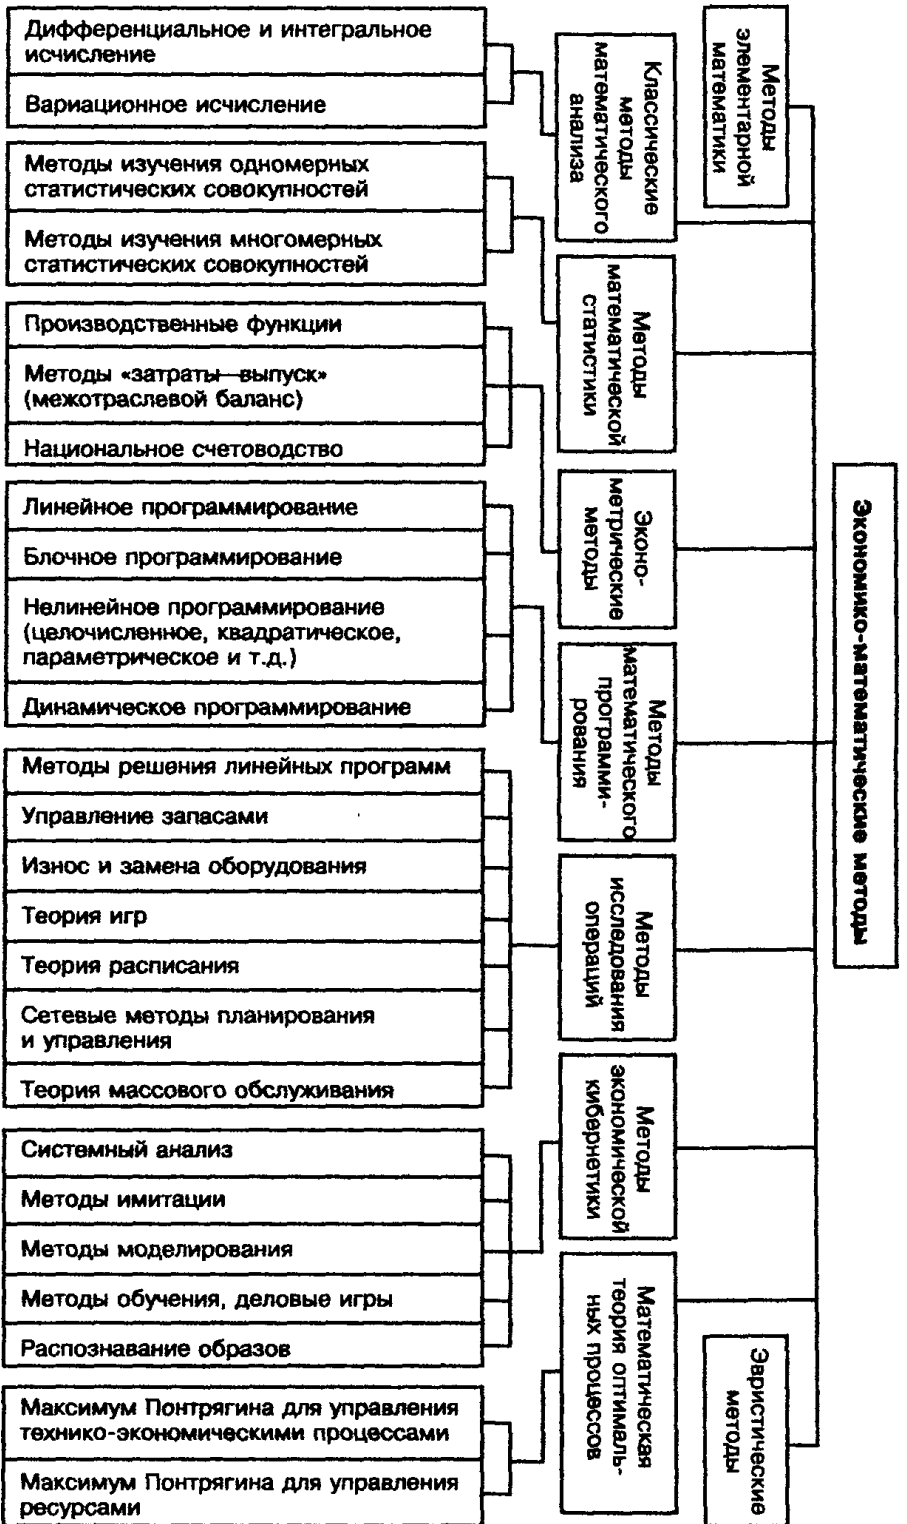 Экономико-математические методы
Методы
элементарной
математики
Классические
методы
математического
анализа
Дифференциальное и интегральное
исчисление
Вариационное исчисление
Методы
математической
статистики
Методы изучения одномерных
статистических совокупностей
Методы изучения многомерных
статистических совокупностей
Эконо-
метрические
методы
Производственные функции
Методы «затраты—выпуск»
(межотраслевой баланс)
Национальное счетоводство
Методы
математического
программи-
рования
Линейное программирование
Блочное программирование
Нелинейное программирование
(целочисленное, квадратическое,
параметрическое и т.д.)
Динамическое программирование
Методы
исследования
операций
Методы решения линейных программ
Управление запасами
Износ и замена оборудования
Теория игр
Теория расписания
Сетевые методы планирования
и управления
Теория массового обслуживания
Методы
экономической
кибернетики
Системный анализ
Методы имитации
Методы моделирования
Методы обучения, деловые игры
Распознавание образов
Математическая
теория оптималь-
ных процессов
Максимум Понтрягина для управления
технико-экономическими процессами
Максимум Понтрягина для управления
ресурсами
Эвристические
методы